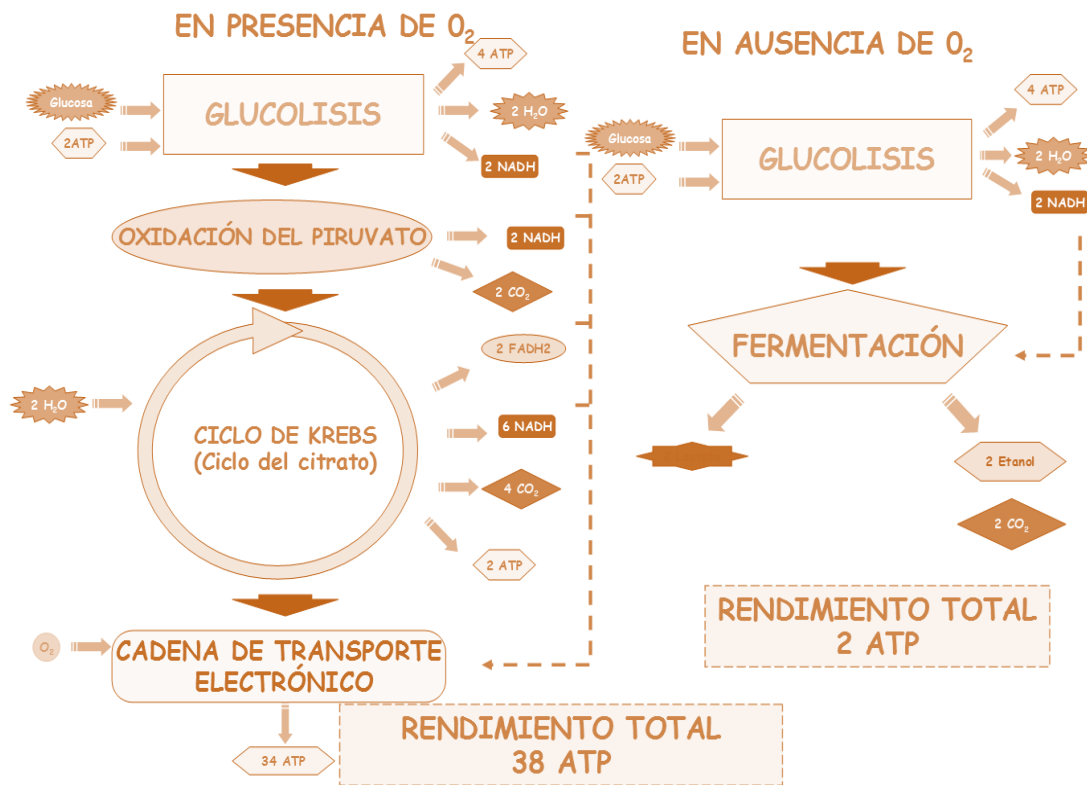 EN PRESENCIA DE 0₂
4 ATP
Glucosa
GLUCOLISIS
2 H₂O
2ATP
2 NADH
OXIDACIÓN DEL PIRUVATO
2 NADH
2 CO₂
2 FADH2
2 H₂O
CICLO DE KREBS
(Ciclo del citrato)
6 NADH
4 CO₂
2 ATP
O₂
CADENA DE TRANSPORTE
ELECTRÓNICO
34 ATP
RENDIMIENTO TOTAL
38 ATP
EN AUSENCIA DE 0₂
4 ATP
Glucosa
GLUCOLISIS
2 H₂O
2ATP
2 NADH
FERMENTACIÓN
2 Etanol
2 CO₂
RENDIMIENTO TOTAL
2 ATP